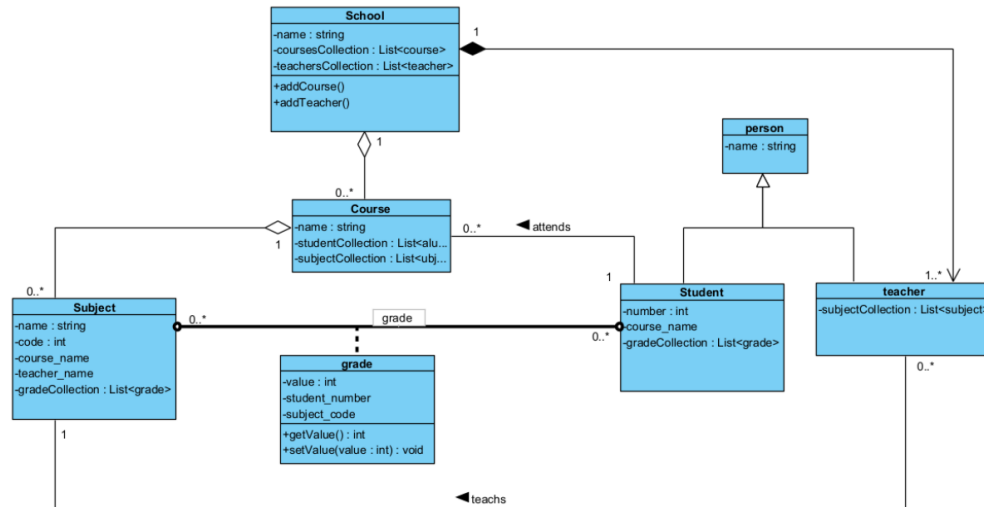 School
-name : string
-coursesCollection : List<course>
-teachersCollection : List<teacher>
+addCourse()
+addTeacher()
1
1
0..*
person
-name : string
Course
-name : string
-studentCollection : List<alu...
-subjectCollection : List<ubj...
1
0..*
attends
1
1..*
0..*
Subject
-name : string
-code : int
-course_name
-teacher_name
-gradeCollection : List<grade>
1
0..*
grade
0..*
grade
-value : int
-student_number
-subject_code
+getValue() : int
+setValue(value : int) : void
Student
-number : int
-course_name
-gradeCollection : List<grade>
teacher
-subjectCollection : List<subject>
0..*
teachs